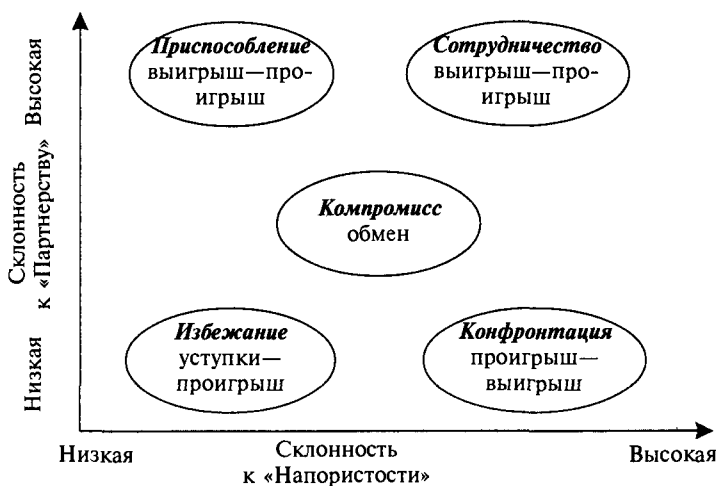 Высокая
Склонность
к «Партнерству»
Низкая
Приспособление
выигрыш—про-
игрыш
Сотрудничество
выигрыш—про-
игрыш
Компромисс
обмен
Избежание
уступки—
проигрыш
Конфронтация
проигрыш—
выигрыш
Низкая
Склонность
к «Напористости»
Высокая